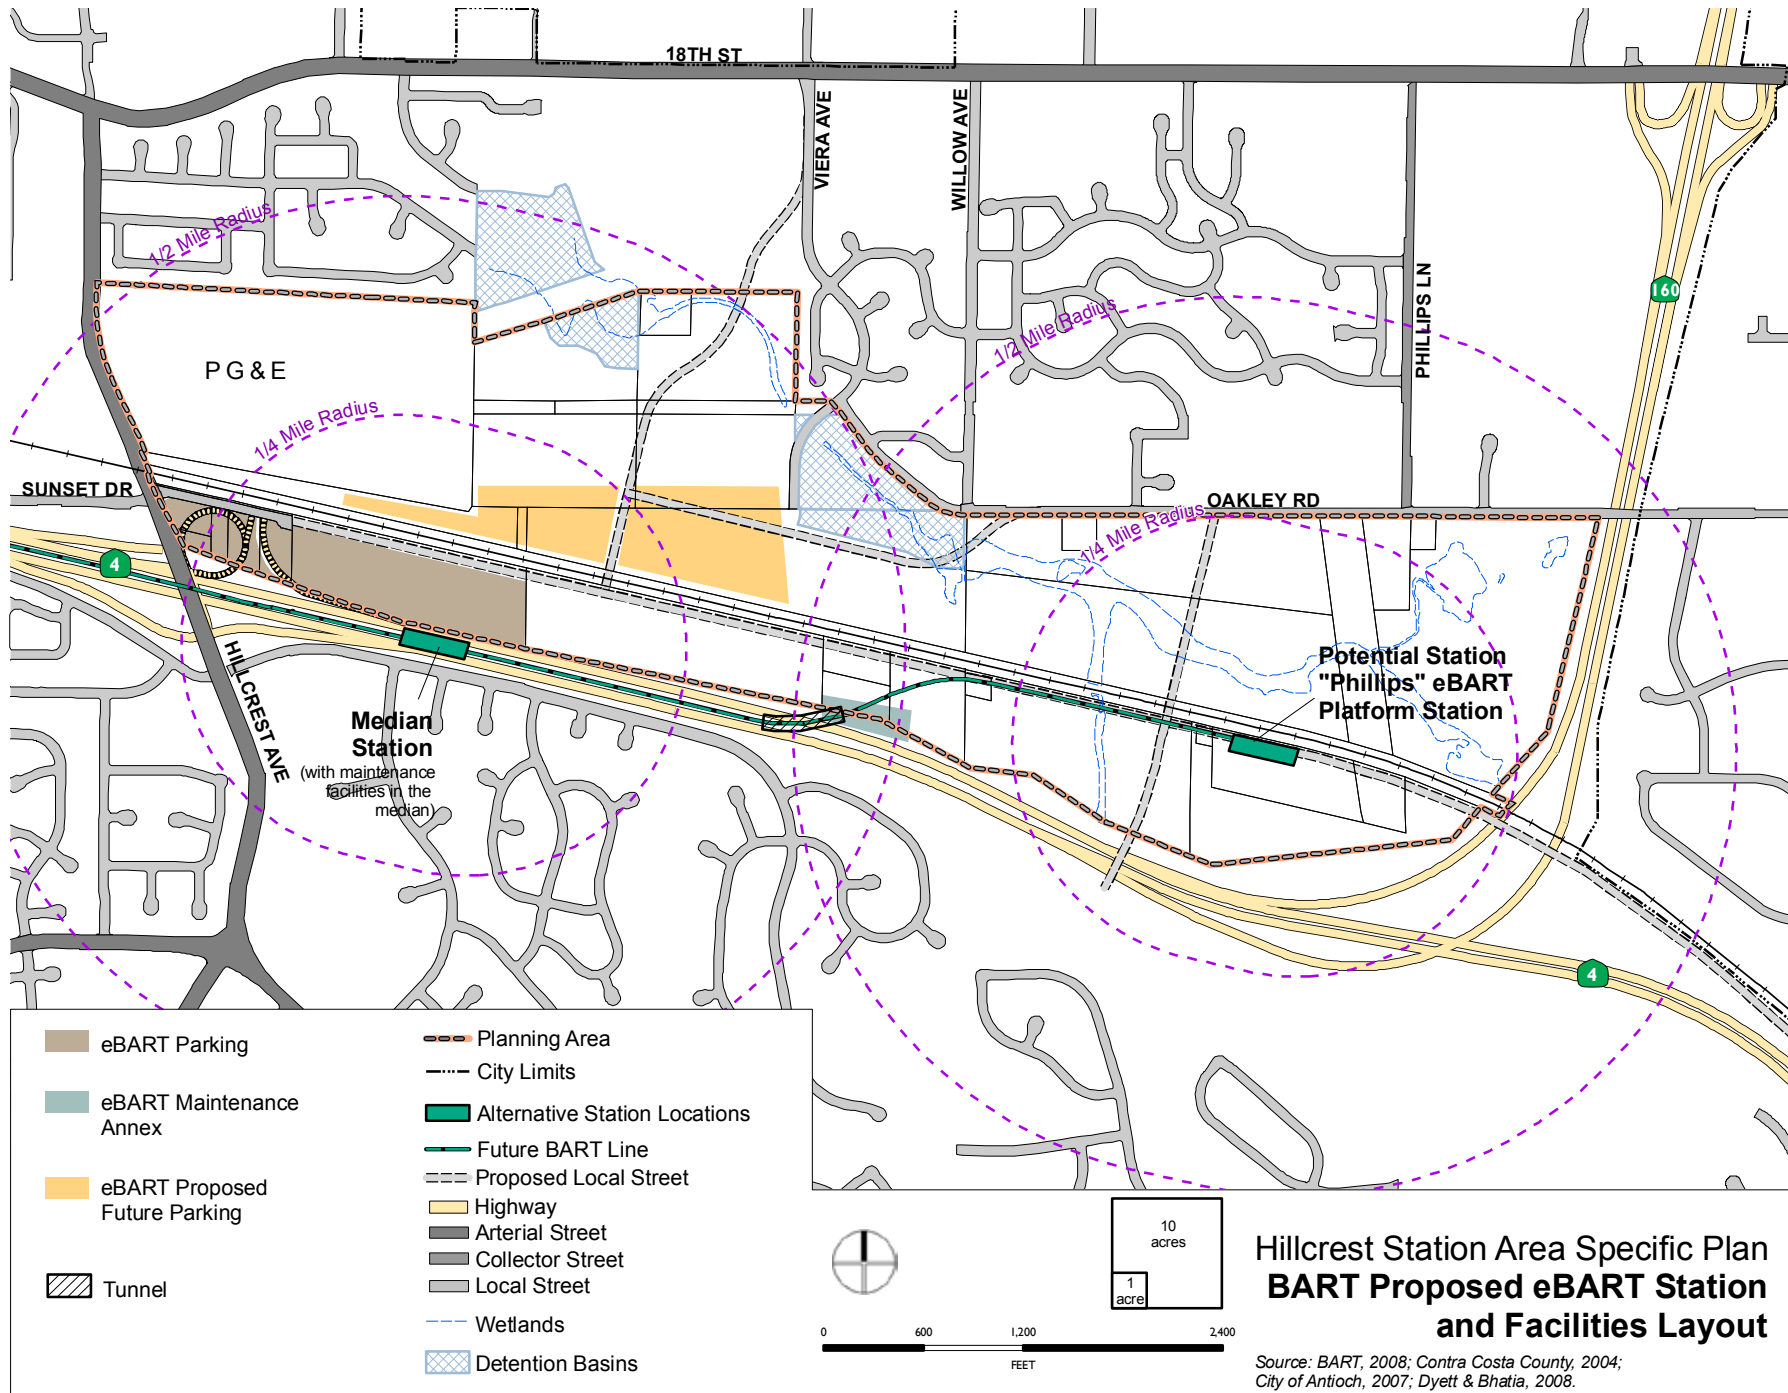 18TH ST
VIERA AVE
WILLOW AVE
PHILLIPS LN
160
1/2 Mile Radius
1/2 Mile Radius
PG&E
1/4 Mile Radius
SUNSET DR
OAKLEY RD
1/4 Mile Radius
4
HILLCREST AVE
Median
Station
(with maintenance
facilities in the
median)
Potential Station
"Phillips" eBART
Platform Station
4
eBART Parking
eBART Maintenance
Annex
eBART Proposed
Future Parking
Tunnel
Planning Area
City Limits
Alternative Station Locations
Future BART Line
Proposed Local Street
Highway
Arterial Street
Collector Street
Local Street
Wetlands
Detention Basins
10
acres
1
acre
0 600 1,200 2,400
FEET
Hillcrest Station Area Specific Plan
BART Proposed eBART Station
and Facilities Layout
Source: BART, 2008; Contra Costa County, 2004;
City of Antioch, 2007; Dyett & Bhatia, 2008.